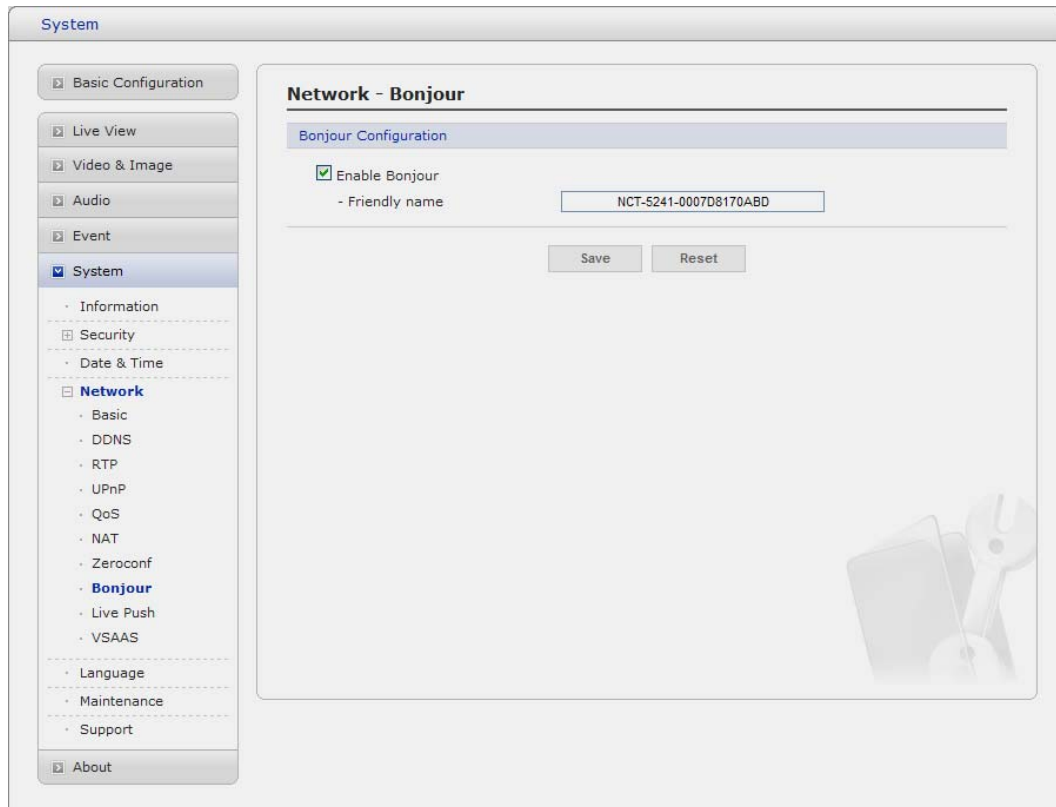 System
Basic Configuration
Live View
Video & Image
Audio
Event
System
Information
Security
Date & Time
Network
Basic
DDNS
RTP
UPnP
QoS
NAT
Zeroconf
Bonjour
Live Push
VSAAS
Language
Maintenance
Support
About
Network - Bonjour
Bonjour Configuration
Enable Bonjour
- Friendly name NCT-5241-0007D8170ABD
Save Reset